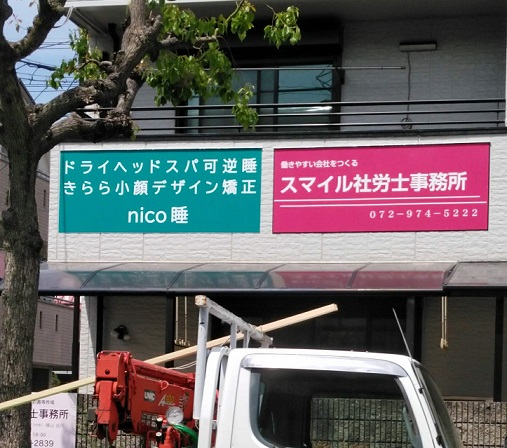 ドライヘッドスパ可逆睡
きらら小顔デザイン矯正
nico睡
働きやすい会社をつくる
スマイル社労士事務所
072-974-5222
士事務所
-2839
UNIC